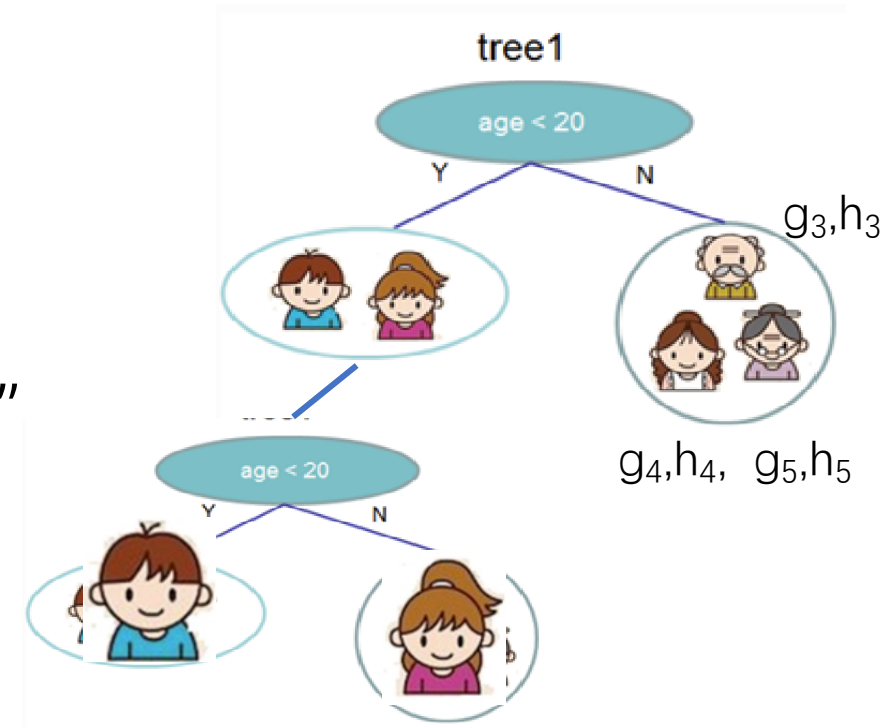 tree1
age < 20
Y
N
g₃,h₃
"
g₄,h₄, g₅,h₅
age < 20
Y
N